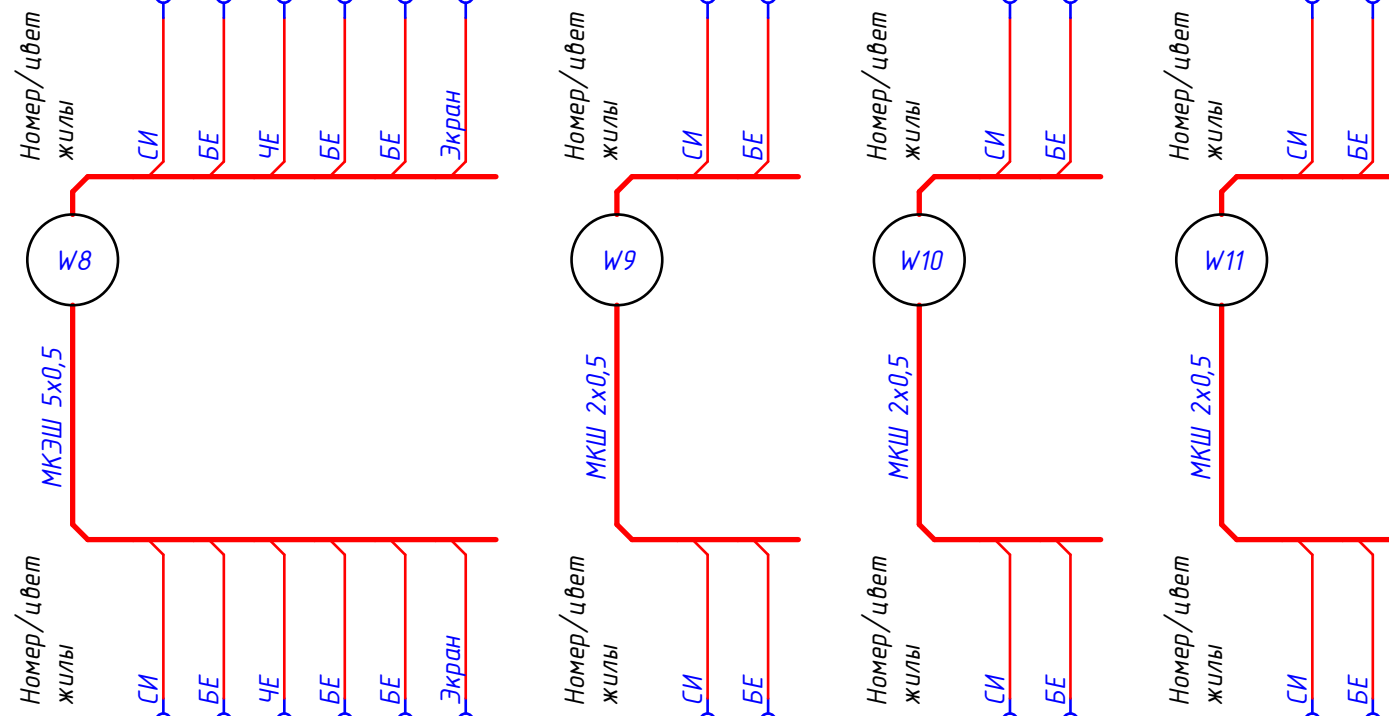 Номер/цвет
жилы
СИ
БЕ
ЧЕ
БЕ
БЕ
Экран
Номер/цвет
жилы
СИ
БЕ
Номер/цвет
жилы
СИ
БЕ
Номер/цвет
жилы
СИ
БЕ
W8
W9
W10
W11
МКЭШ 5х0,5
МКШ 2х0,5
МКШ 2х0,5
МКШ 2х0,5
Номер/цвет
жилы
СИ
БЕ
ЧЕ
БЕ
БЕ
Экран
Номер/цвет
жилы
СИ
БЕ
Номер/цвет
жилы
СИ
БЕ
Номер/цвет
жилы
СИ
БЕ